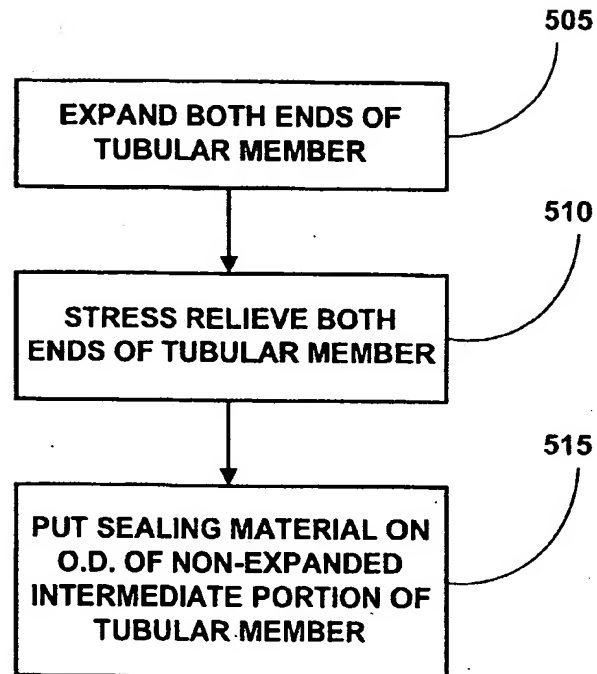 505
EXPAND BOTH ENDS OF
TUBULAR MEMBER
510
STRESS RELIEVE BOTH
ENDS OF TUBULAR MEMBER
515
PUT SEALING MATERIAL ON
O.D. OF NON-EXPANDED
INTERMEDIATE PORTION OF
TUBULAR MEMBER